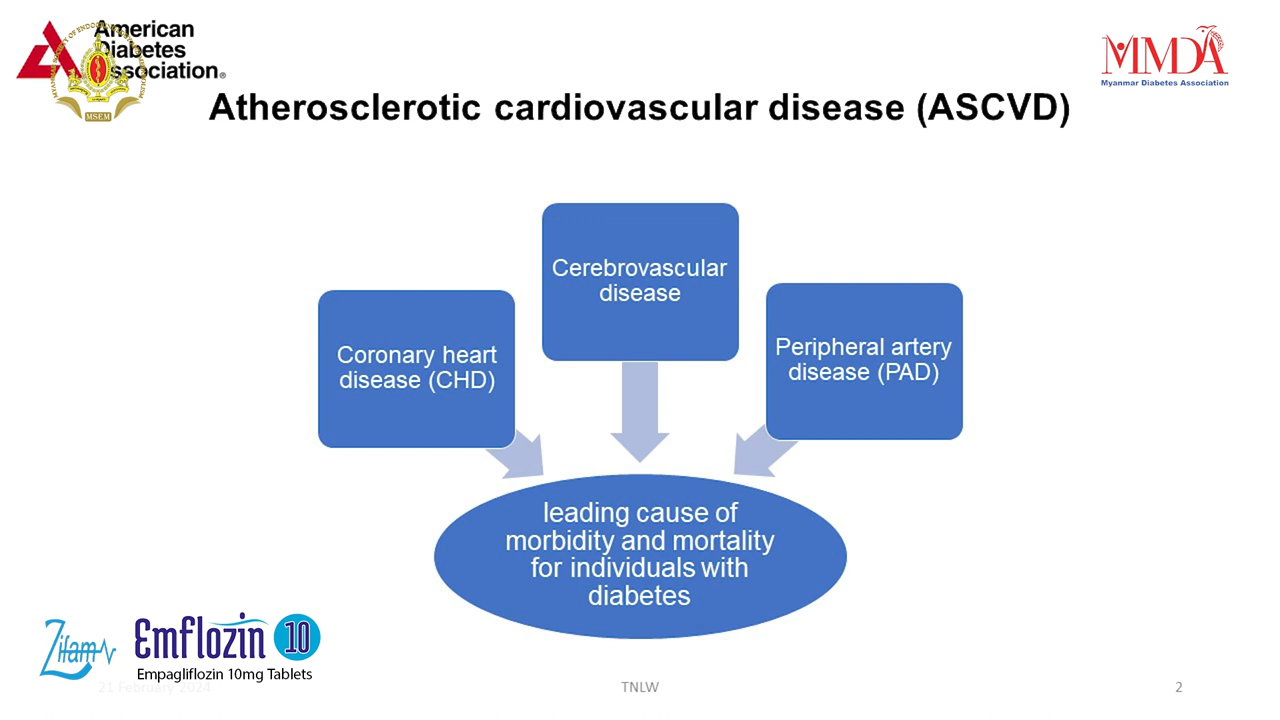 American
Diabetes
Association®
MSEM
MMDA
Myanmar Diabetes Association
Atherosclerotic cardiovascular disease (ASCVD)
Cerebrovascular
disease
Coronary heart
disease (CHD)
Peripheral artery
disease (PAD)
leading cause of
morbidity and mortality
for individuals with
diabetes
Zifam
Emflozin 10
Empagliflozin 10mg Tablets
21 February 2024
TNLW
2